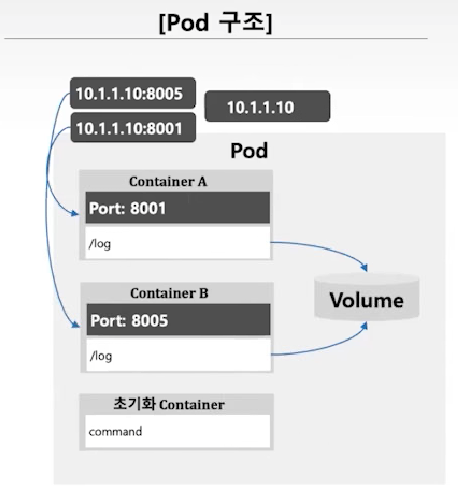 [Pod 구조]
10.1.1.10:8005
10.1.1.10
10.1.1.10:8001
Pod
Container A
Port: 8001
/log
Volume
Container B
Port: 8005
/log
초기화 Container
command